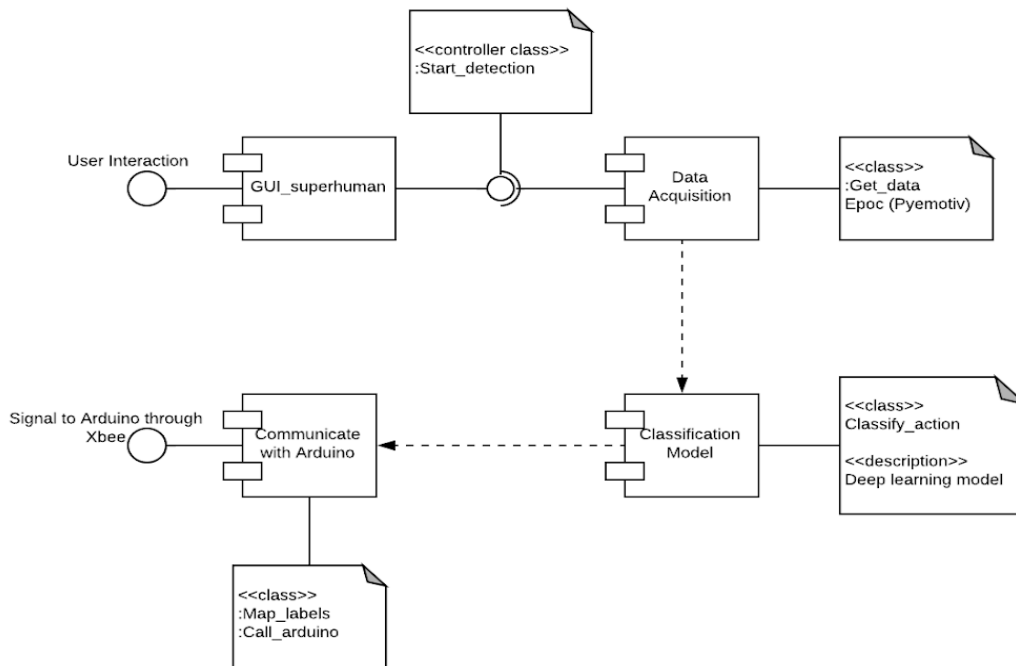 <<controller class>>
:Start_detection
User Interaction
GUI_superhuman
Data
Acquisition
<<class>>
:Get_data
Epoc (Pyemotiv)
Signal to Arduino through
Xbee
Communicate
with Arduino
Classification
Model
<<class>>
Classify_action
<<description>>
Deep learning model
<<class>>
:Map_labels
:Call_arduino